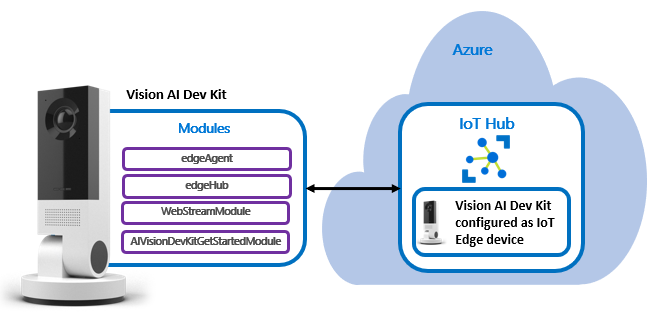 Azure
Vision AI Dev Kit
Modules
edgeAgent
edgeHub
WebStreamModule
AIVisionDevKitGetStartedModule
IoT Hub
Vision AI Dev Kit
configured as IoT
Edge device